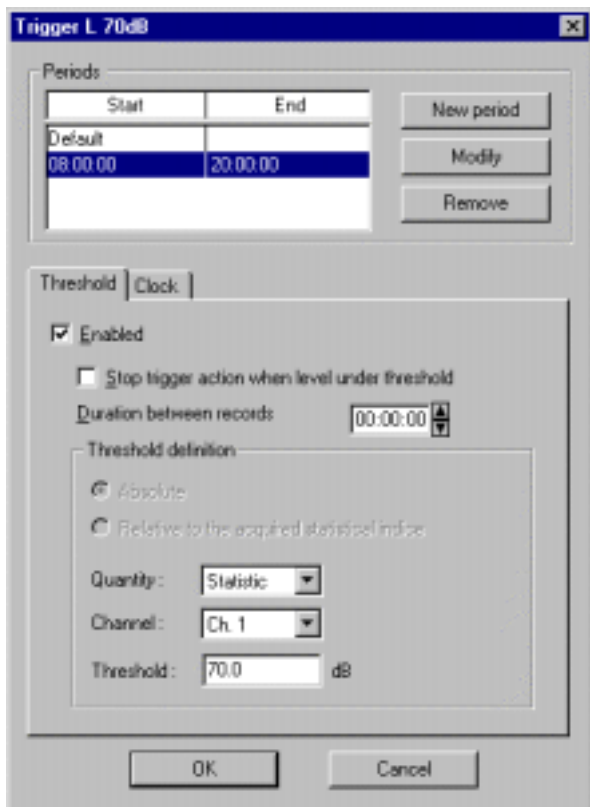 Trigger L 70dB
Periods
Start End
Default
08:00:00 20:00:00
New period
Modify
Remove
Threshold Clock
Enabled
Stop trigger action when level under threshold
Duration between records 00:00:00
Threshold definition
Absolute
Relative to the acquired statistical indice
Quantity : Statistic
Channel : Ch. 1
Threshold : 70.0 dB
OK Cancel